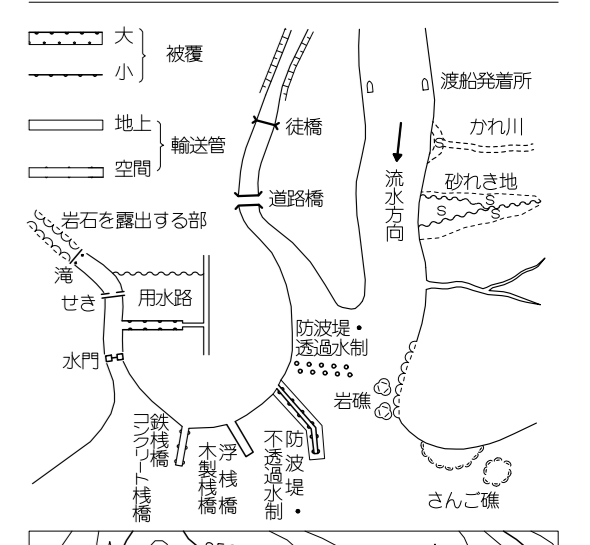 大
小
被覆
地上
空間
輸送管
渡船発着所
徒橋
かれ川
道路橋
流水方向
砂れき地
S
S
S
S
岩石を露出する部
滝
せき
用水路
水門
防波堤・
透過水制
岩礁
鉄桟橋
コンクリート桟橋
浮桟橋
木製桟橋
防波堤・
不透過水制
さんご礁